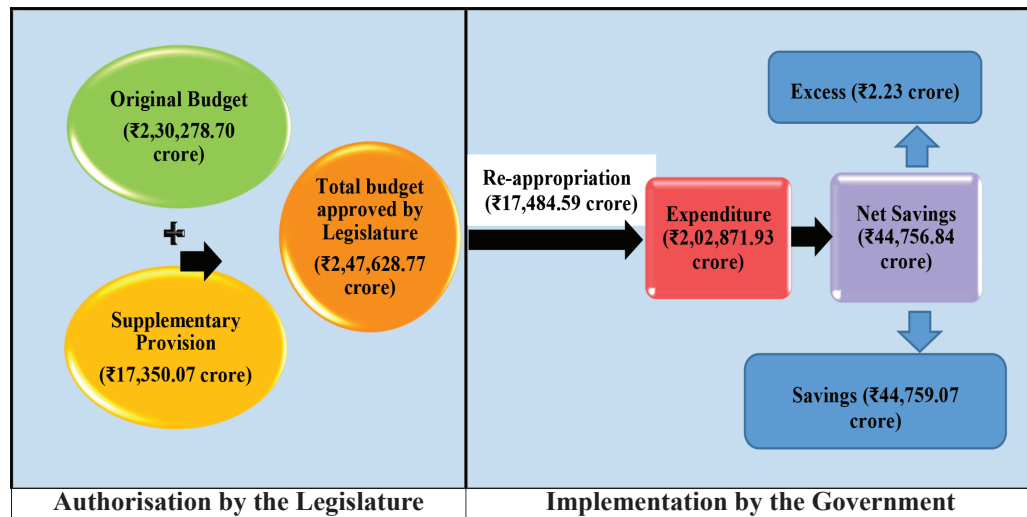 Original Budget
(₹2,30,278.70
crore)
Supplementary
Provision
(₹17,350.07 crore)
Total budget
approved by
Legislature
(₹2,47,628.77
crore)
Re-appropriation
(₹17,484.59 crore)
Expenditure
(₹2,02,871.93
crore)
Net Savings
(₹44,756.84
crore)
Excess (₹2.23 crore)
Savings (₹44,759.07
crore)
Authorisation by the Legislature
Implementation by the Government